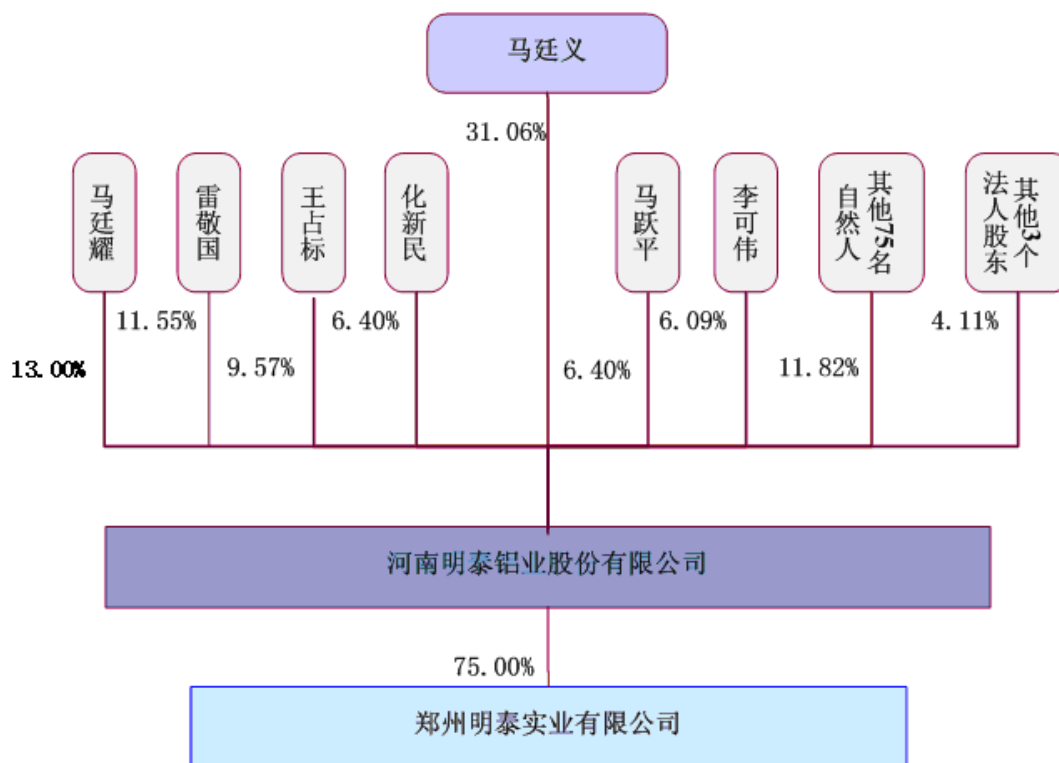 马廷义
31.06%
马廷耀
雷敬国
王占标
化新民
马跃平
李可伟
其他75名
自然人
其他3个
法人股东
11.55%
6.40%
6.09%
4.11%
13.00%
9.57%
6.40%
11.82%
河南明泰铝业股份有限公司
75.00%
郑州明泰实业有限公司